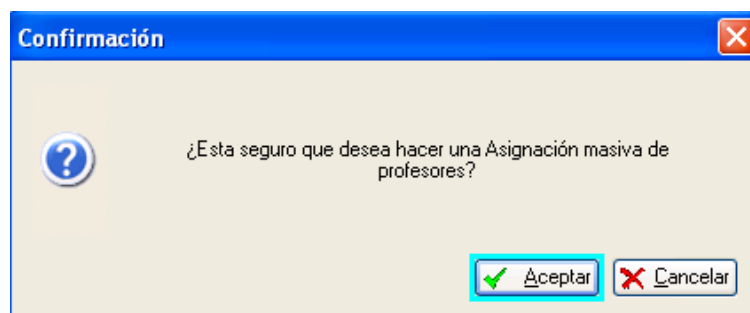 Confirmación
¿Esta seguro que desea hacer una Asignación masiva de
profesores?
Aceptar
Cancelar